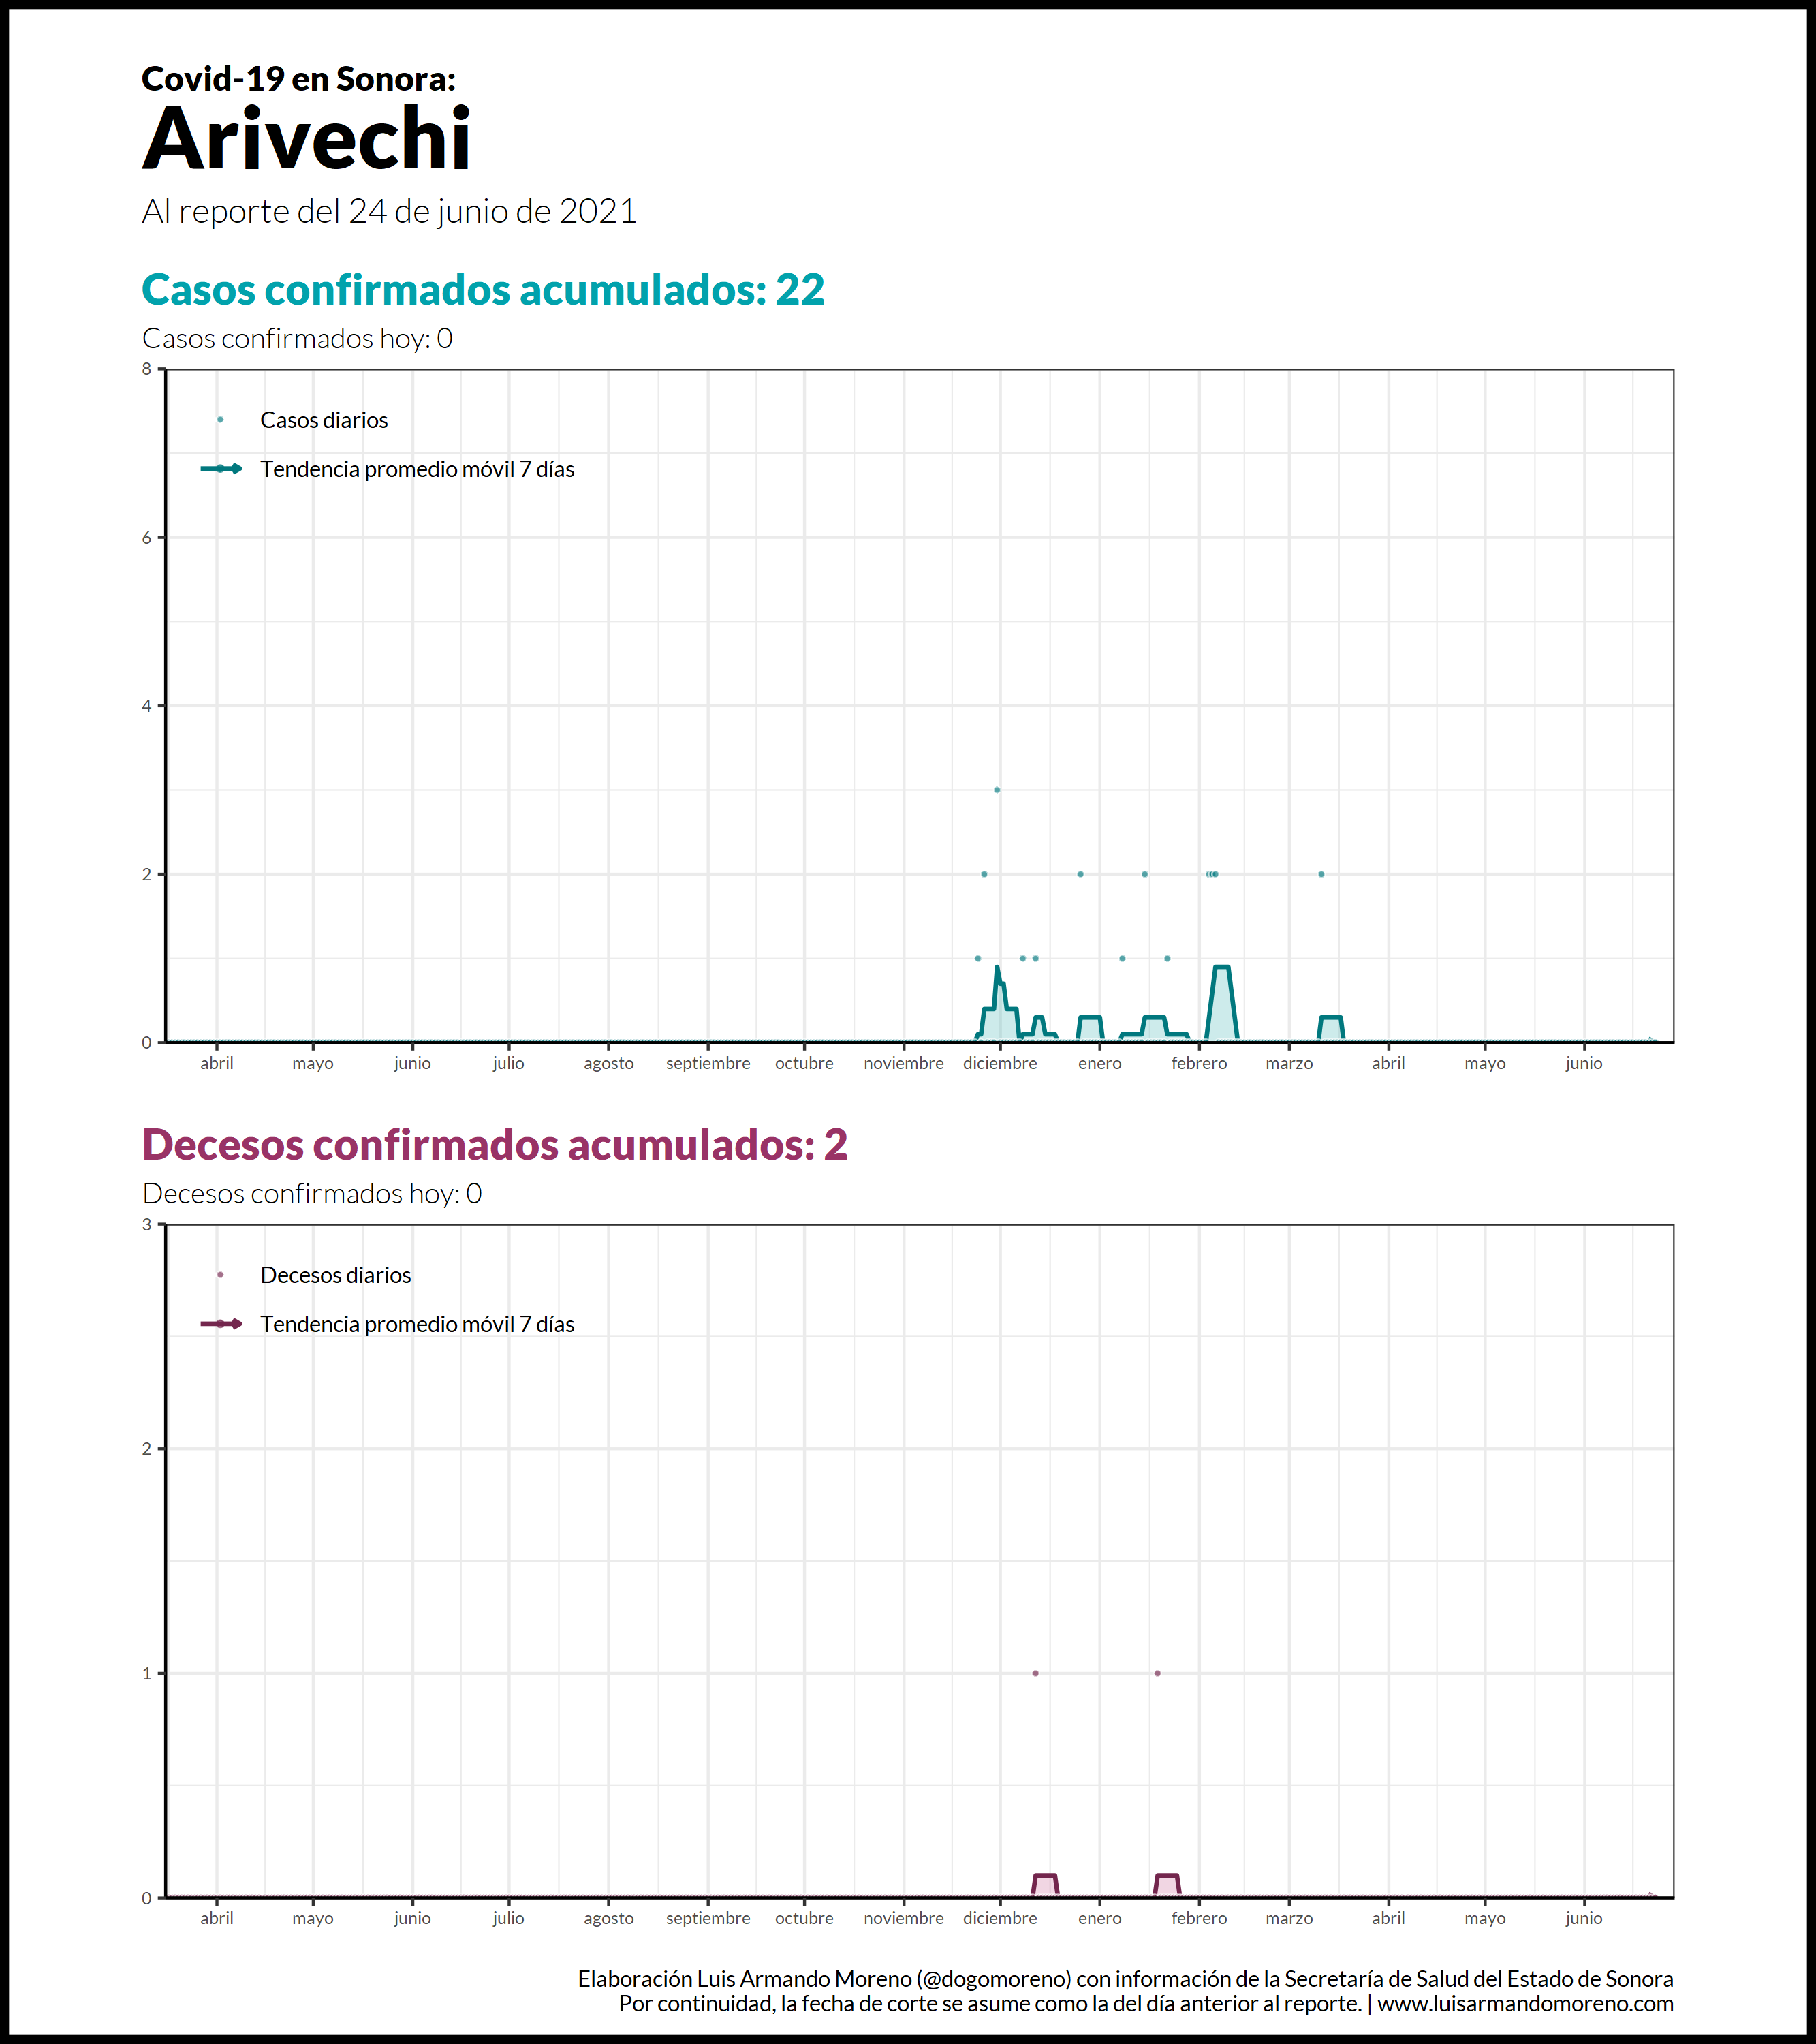 Covid-19 en Sonora:
Arivechi
Al reporte del 24 de junio de 2021
Casos confirmados acumulados: 22
Casos confirmados hoy: 0
8
Casos diarios
Tendencia promedio móvil 7 días
6
4
2
0
abril mayo junio julio agosto septiembre octubre noviembre diciembre enero febrero marzo abril mayo junio
Decesos confirmados acumulados: 2
Decesos confirmados hoy: 0
3
Decesos diarios
Tendencia promedio móvil 7 días
2
1
0
abril mayo junio julio agosto septiembre octubre noviembre diciembre enero febrero marzo abril mayo junio
Elaboración Luis Armando Moreno (@dogomoreno) con información de la Secretaría de Salud del Estado de Sonora
Por continuidad, la fecha de corte se asume como la del día anterior al reporte. | www.luisarmandomoreno.com